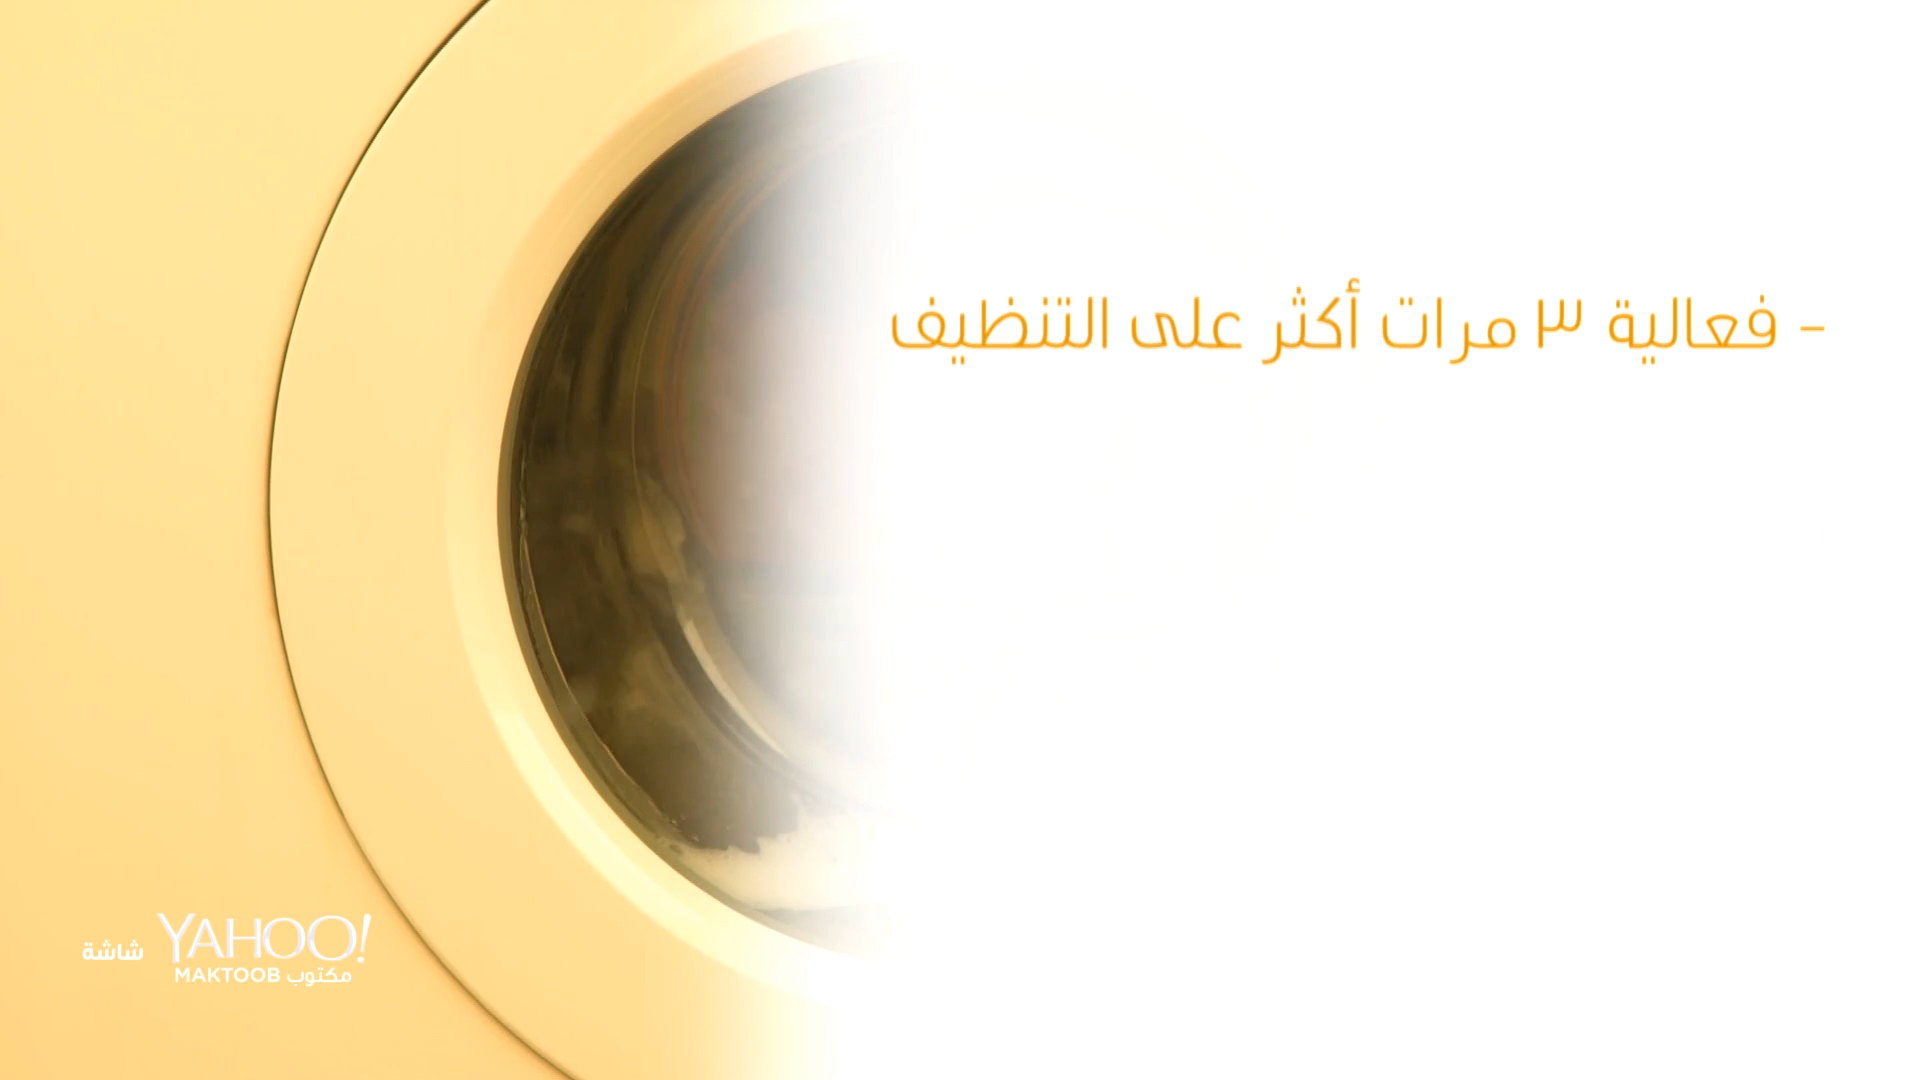 - فعالية ٣ مرات أكثر على التنظيف
شاشة YAHOO!
MAKTOOB مكتوب